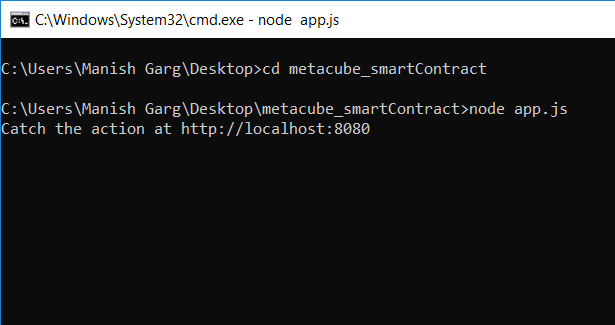 C:\Windows\System32\cmd.exe - node  app.js
C:\Users\Manish Garg\Desktop>cd metacube_smartContract
C:\Users\Manish Garg\Desktop\metacube_smartContract>node app.js
Catch the action at http://localhost:8080